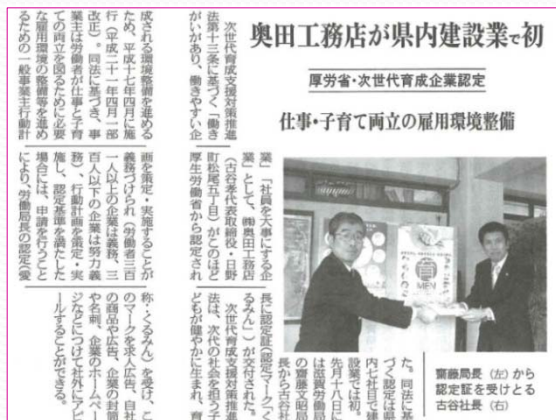 奥田工務店が県内建設業で初
厚労省・次世代育成企業認定
仕事・子育て両立の雇用環境整備
次世代育成支援対策推進
法第十三条に基づく「働き
がいがあり、働きやすい企
業」「社員を大事にする企
業」として、㈱奥田工務店
(古谷孝代表取締役・日野
町松尾五丁目)がこのほど
厚生労働省から認定され
た。同法に基
づく認定は県
内七社目で建
設業では初。
先月十八日に
は滋賀労働局
の齋藤文昭局
長から古谷社
長に認定証(認定マーク「く
るみん」)が交付された。
次世代育成支援対策推進
法は、次代の社会を担う子
どもが健やかに生まれ、育
成される環境整備を進める
ため、平成十七年四月に施
行(平成二十一年四月一部
改正)。同法に基づき、事
業主は労働者が仕事と子育
ての両立を図るために必要
な雇用環境の整備等を進め
るための一般事業主行動計
画を策定・実施することが
義務づけられ(労働者三百
一人以上の企業は義務、三
百人以下の企業は努力義
務)、行動計画を策定・実
施し、認定基準を満たした
場合には、申請を行うこと
により、労働局長の認定(愛
称・くるみん)を受け、こ
のマークを求人広告、自社
の商品や広告、企業の封筒
や名刺、企業のホームペー
ジなどにつけて社外にアピ
ールすることができる。
齋藤局長(左)から
認定証を受けとる
古谷社長(右)